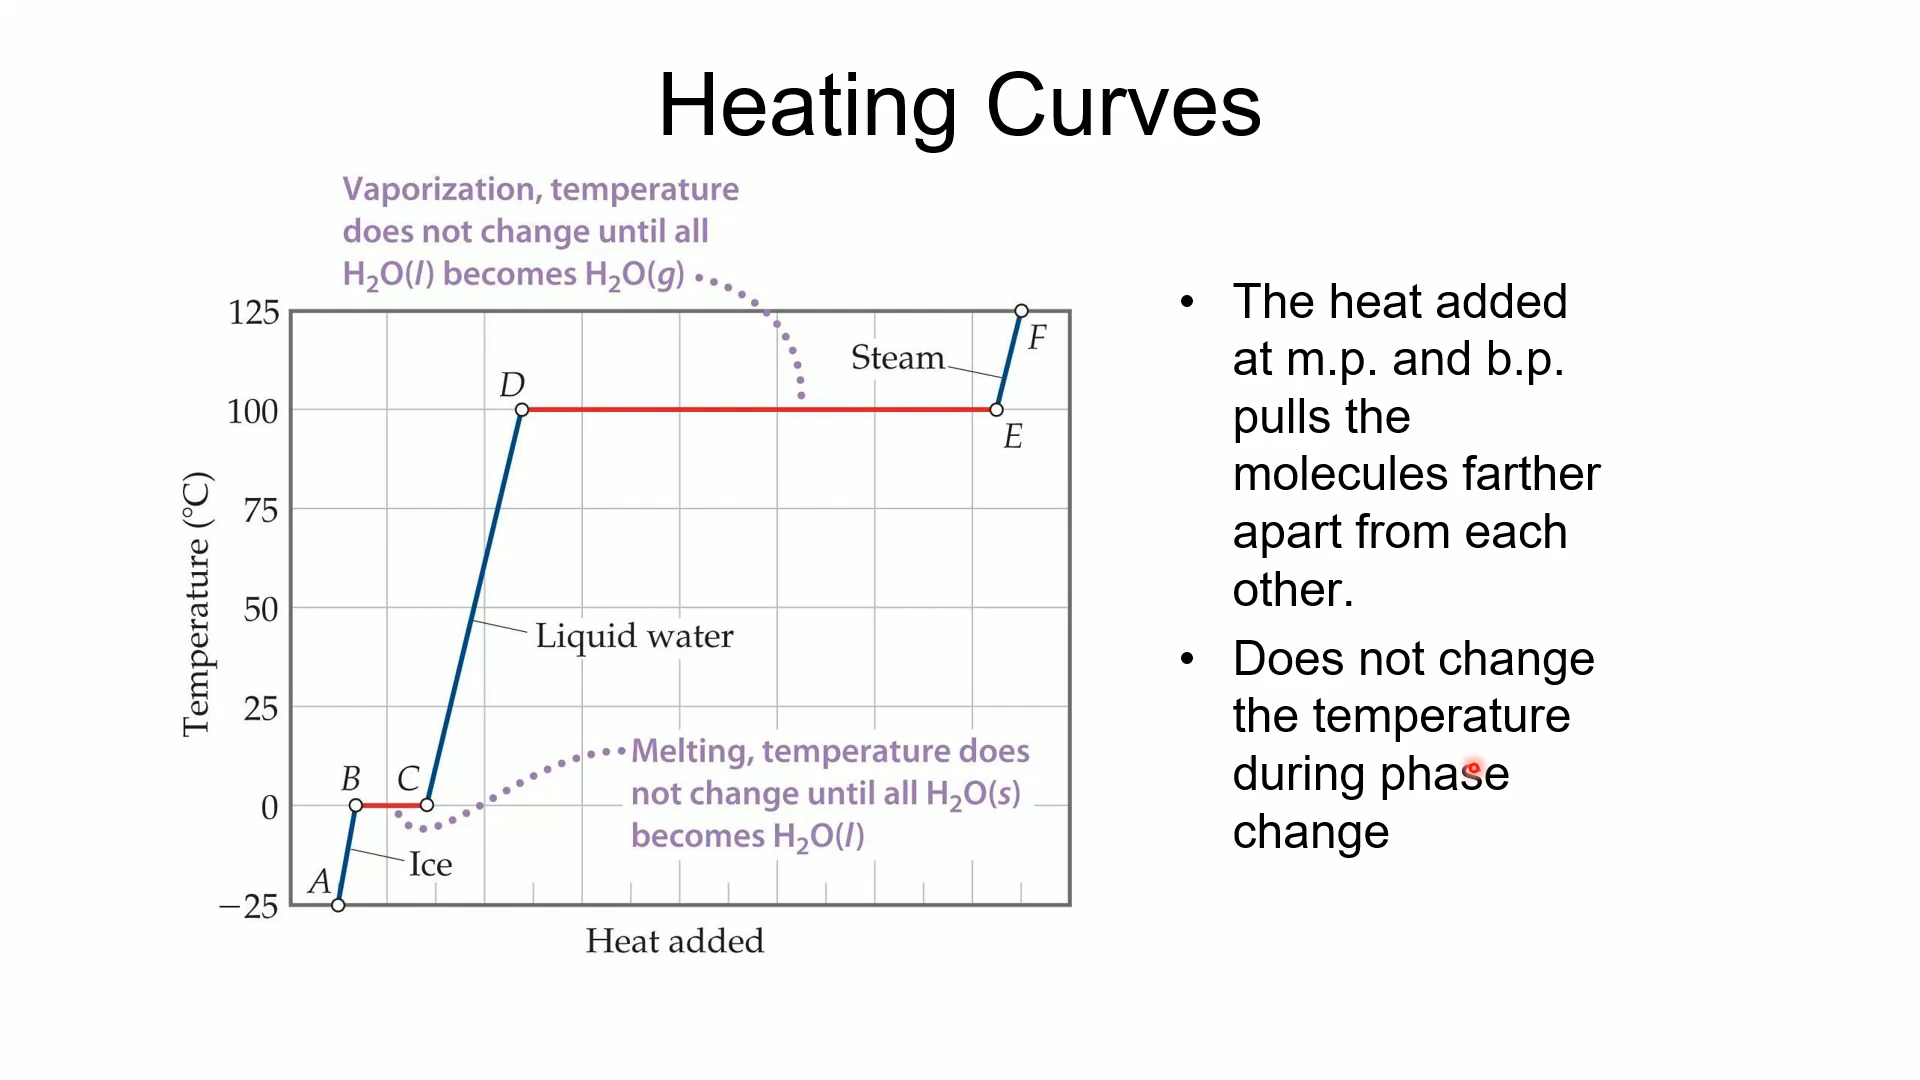 Heating Curves
Vaporization, temperature
does not change until all
H₂O(l) becomes H₂O(g)
125
F
Steam
D
100
E
75
Temperature (°C)
50
Liquid water
25
Melting, temperature does
not change until all H₂O(s)
becomes H₂O(l)
B C
0
Ice
A
−25
Heat added
• The heat added
at m.p. and b.p.
pulls the
molecules farther
apart from each
other.
• Does not change
the temperature
during phase
change